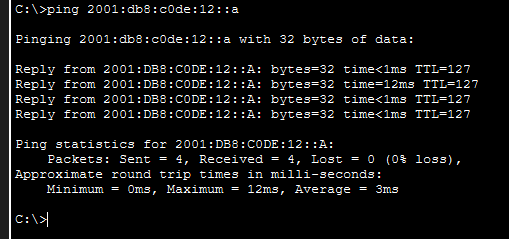 C:\>ping 2001:db8:c0de:12::a
Pinging 2001:db8:c0de:12::a with 32 bytes of data:
Reply from 2001:DB8:C0DE:12::A: bytes=32 time<1ms TTL=127
Reply from 2001:DB8:C0DE:12::A: bytes=32 time=12ms TTL=127
Reply from 2001:DB8:C0DE:12::A: bytes=32 time<1ms TTL=127
Reply from 2001:DB8:C0DE:12::A: bytes=32 time<1ms TTL=127
Ping statistics for 2001:DB8:C0DE:12::A:
Packets: Sent = 4, Received = 4, Lost = 0 (0% loss),
Approximate round trip times in milli-seconds:
Minimum = 0ms, Maximum = 12ms, Average = 3ms
C:\>